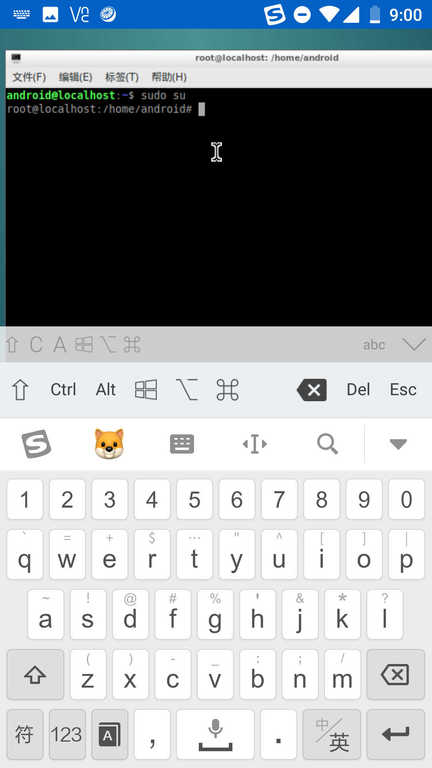 V2 9:00
root@localhost: /home/android
文件(F) 编辑(E) 标签(T) 帮助(H)
android@localhost:~$ sudo su
root@localhost:/home/android#
C A abc
Ctrl Alt Del Esc
S
1 2 3 4 5 6 7 8 9 0
` = + $ … " ^ [ ] |
q w e r t y u i o p
~ ! @ # % ' & * ?
a s d f g h j k l
( ) - _ : ; /
z x c v b n m
符 123 A , . 中/英